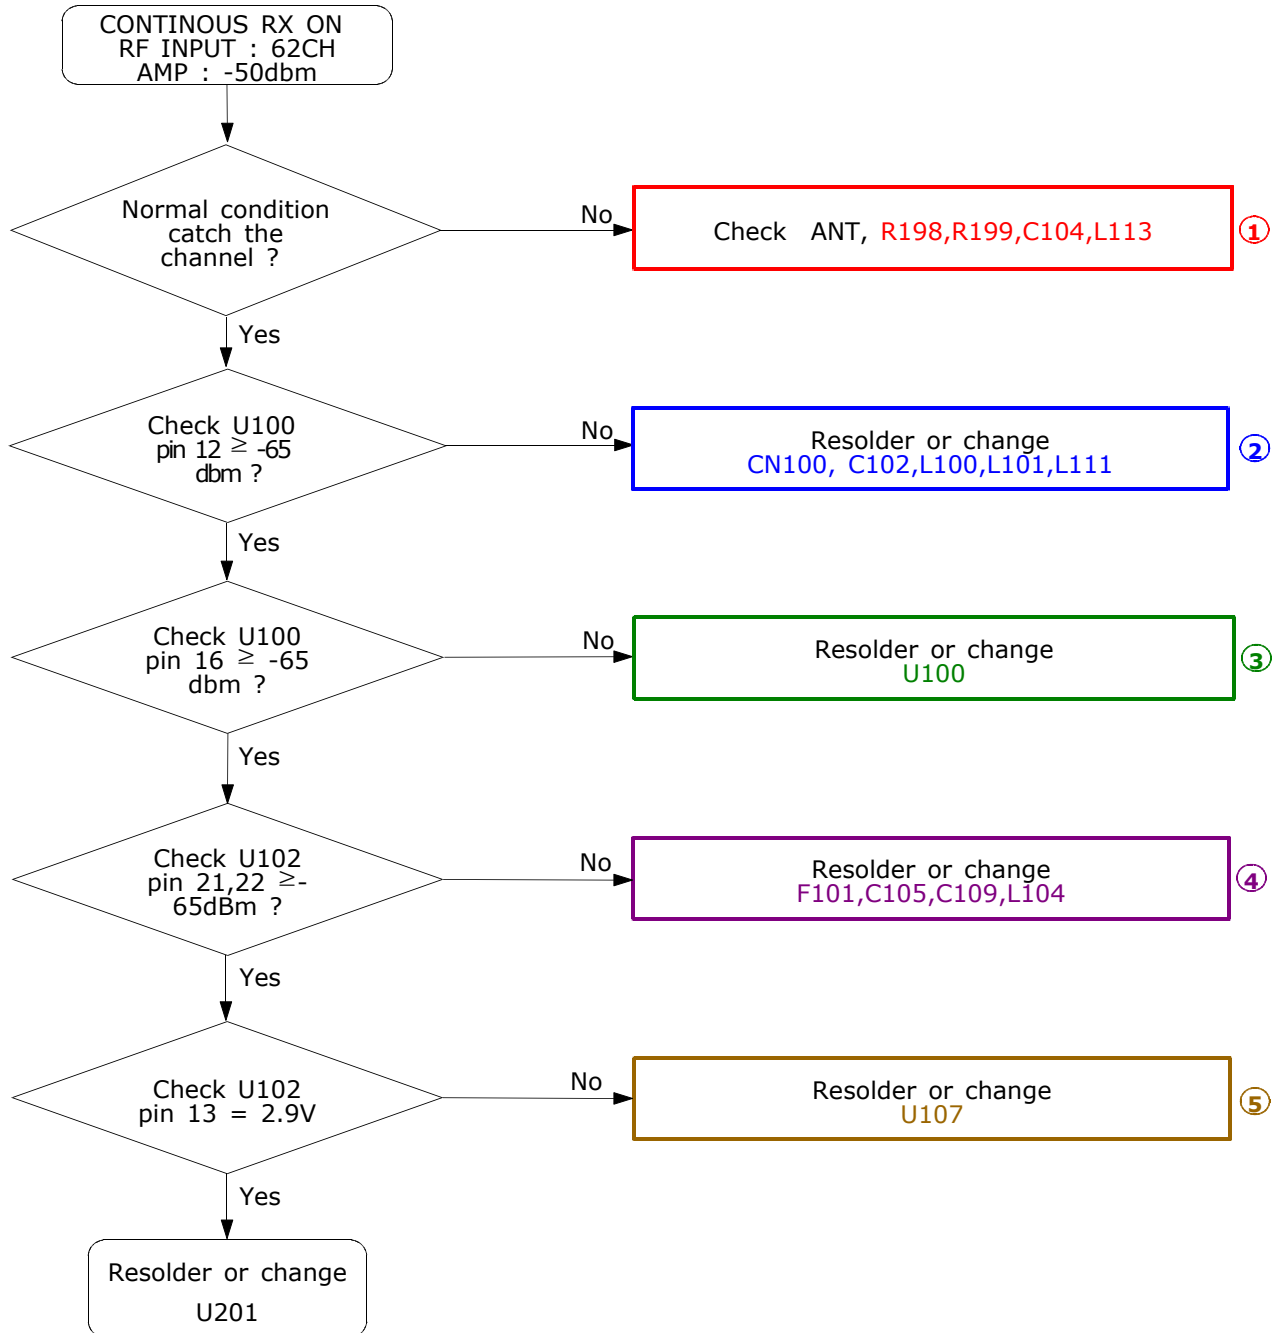 CONTINOUS RX ON
RF INPUT : 62CH
AMP : -50dbm
Normal condition
catch the
channel ?
No
Check ANT, R198,R199,C104,L113
1
Yes
Check U100
pin 12 ≥ -65
dbm ?
No
Resolder or change
CN100, C102,L100,L101,L111
2
Yes
Check U100
pin 16 ≥ -65
dbm ?
No
Resolder or change
U100
3
Yes
Check U102
pin 21,22 ≥-
65dBm ?
No
Resolder or change
F101,C105,C109,L104
4
Yes
Check U102
pin 13 = 2.9V
No
Resolder or change
U107
5
Yes
Resolder or change
U201